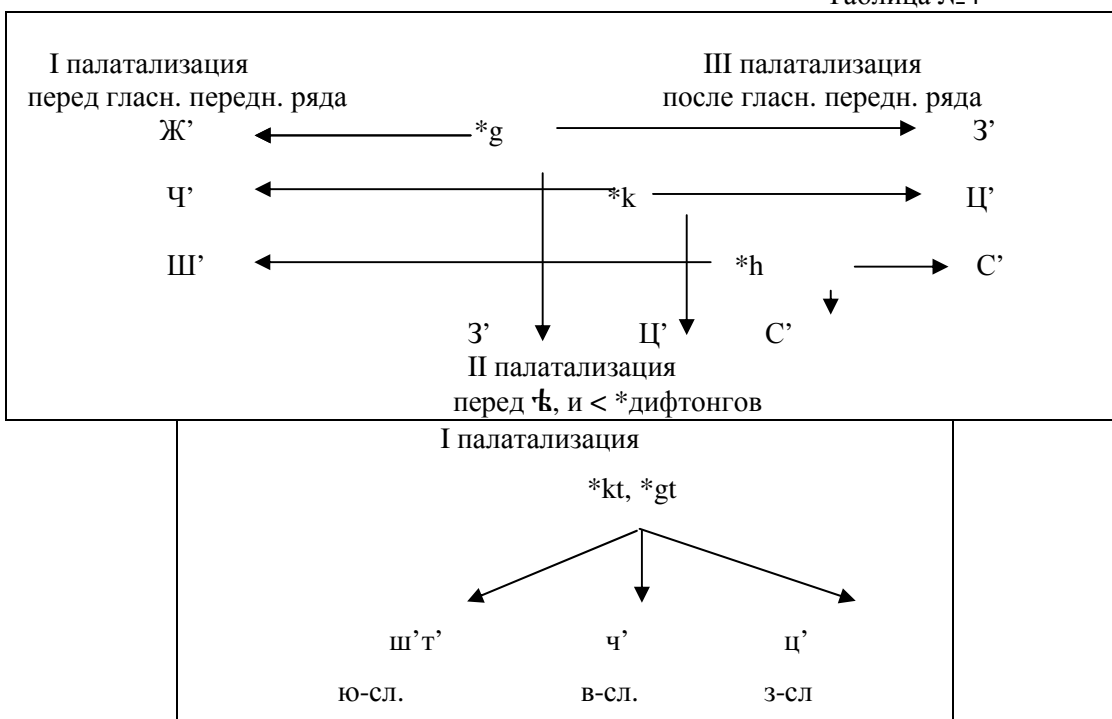 Таблица №4
I палатализация III палатализация
перед гласн. передн. ряда после гласн. передн. ряда
Ж’ *g З’
Ч’ *k Ц’
Ш’ *h С’
З’ Ц’ С’
II палатализация
перед ѣ, и < *дифтонгов
I палатализация
*kt, *gt
ш’т’ ч’ ц’
ю-сл. в-сл. з-сл